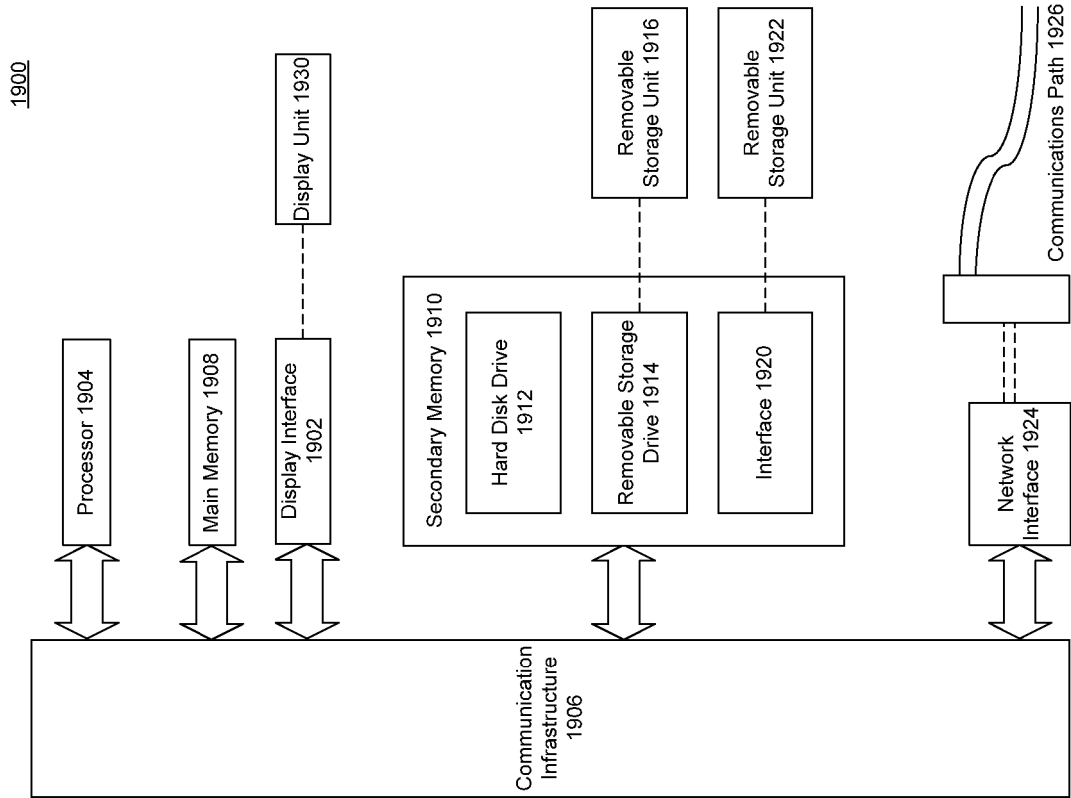 1900
Processor 1904
Main Memory 1908
Display Interface
1902
Display Unit 1930
Secondary Memory 1910
Hard Disk Drive
1912
Removable Storage
Drive 1914
Removable
Storage Unit 1916
Interface 1920
Removable
Storage Unit 1922
Network
Interface 1924
Communications Path 1926
Communication
Infrastructure
1906